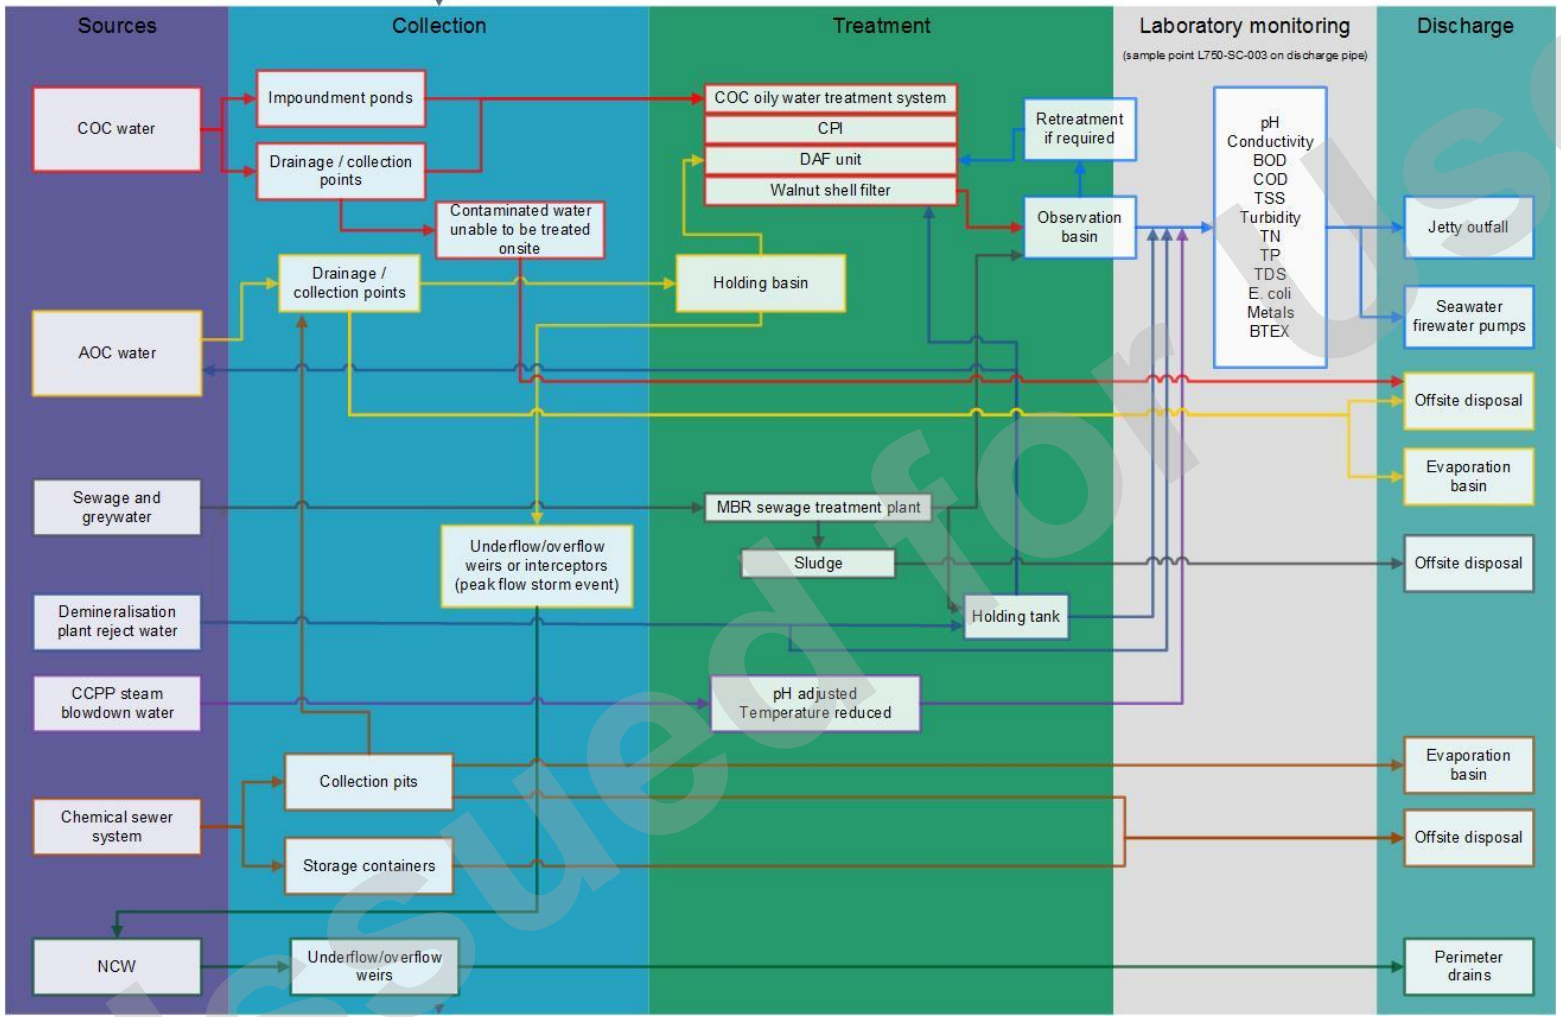 Sources
Collection
Treatment
Laboratory monitoring
(sample point L750-SC-003 on discharge pipe)
Discharge
COC water
Impoundment ponds
Drainage / collection
points
Contaminated water
unable to be treated
onsite
COC oily water treatment system
CPI
DAF unit
Walnut shell filter
Retreatment
if required
Observation
basin
pH
Conductivity
BOD
COD
TSS
Turbidity
TN
TP
TDS
E. coli
Metals
BTEX
Jetty outfall
Seawater
firewater pumps
AOC water
Drainage /
collection points
Holding basin
Offsite disposal
Evaporation
basin
Sewage and
greywater
Underflow/overflow
weirs or interceptors
(peak flow storm event)
MBR sewage treatment plant
Sludge
Offsite disposal
Demineralisation
plant reject water
Holding tank
CCPP steam
blowdown water
pH adjusted
Temperature reduced
Chemical sewer
system
Collection pits
Storage containers
Evaporation
basin
Offsite disposal
NCW
Underflow/overflow
weirs
Perimeter
drains
Issued for Use